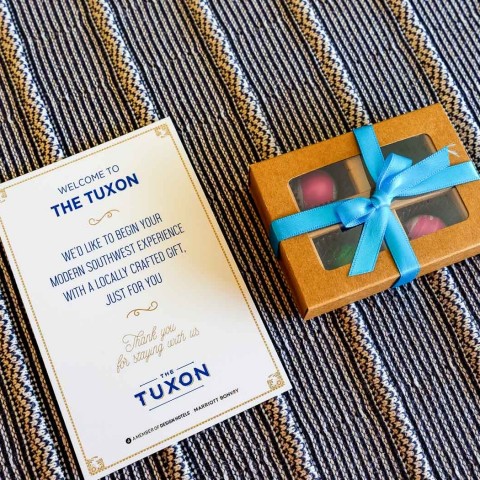 WELCOME TO
THE TUXON
WE'D LIKE TO BEGIN YOUR
MODERN SOUTHWEST EXPERIENCE
WITH A LOCALLY CRAFTED GIFT,
JUST FOR YOU
Thank you
for staying with us
THE
TUXON
A MEMBER OF DESIGN HOTELS MARRIOTT BONVOY